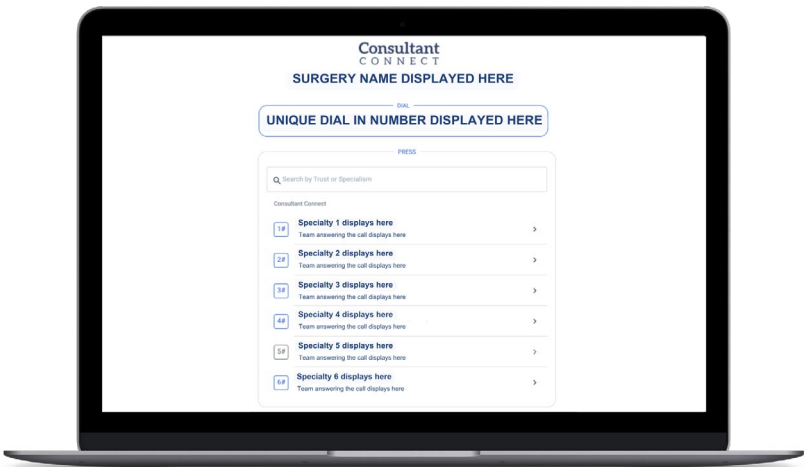 Consultant
CONNECT
SURGERY NAME DISPLAYED HERE
DIAL
UNIQUE DIAL IN NUMBER DISPLAYED HERE
PRESS
Search by Trust or Specialism
Consultant Connect
1# Specialty 1 displays here
Team answering the call displays here
2# Specialty 2 displays here
Team answering the call displays here
3# Specialty 3 displays here
Team answering the call displays here
4# Specialty 4 displays here
Team answering the call displays here
5# Specialty 5 displays here
Team answering the call displays here
6# Specialty 6 displays here
Team answering the call displays here